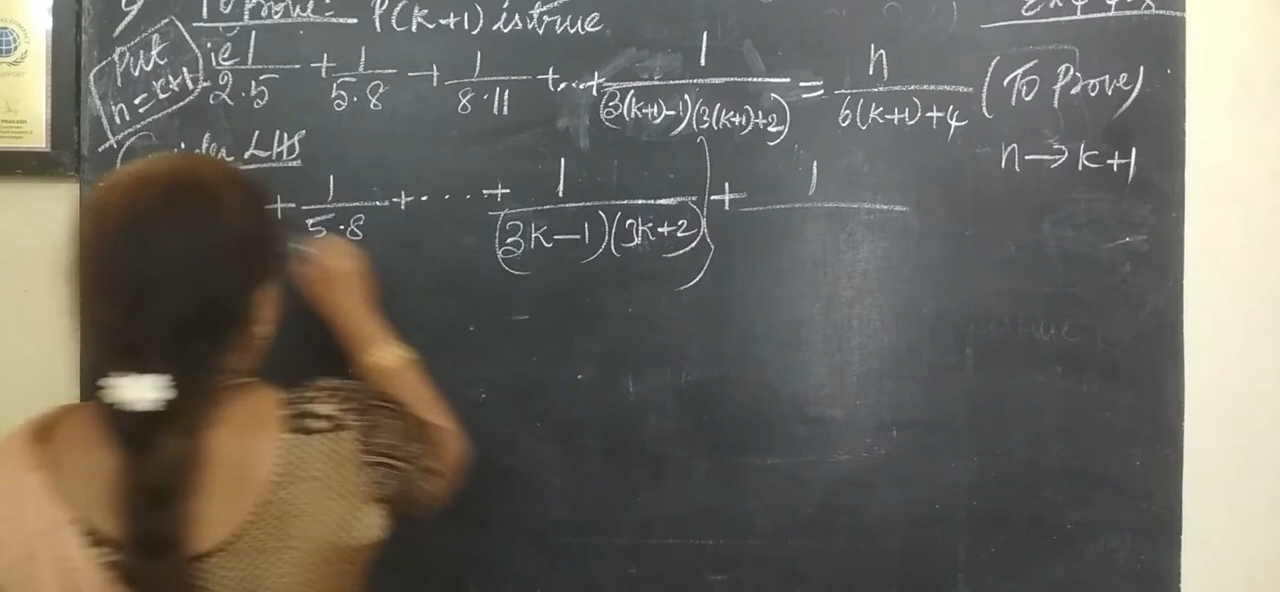 To prove: P(k+1) is true
Put n=k+1
ie 1/2·5 + 1/5·8 + 1/8·11 + ... + 1/(3(k+1)-1)(3(k+1)+2) = n/6(k+1)+4 (To Prove)
n→k+1
LHS
+ 1/5·8 + .... + 1/(3k-1)(3k+2)) + 1/